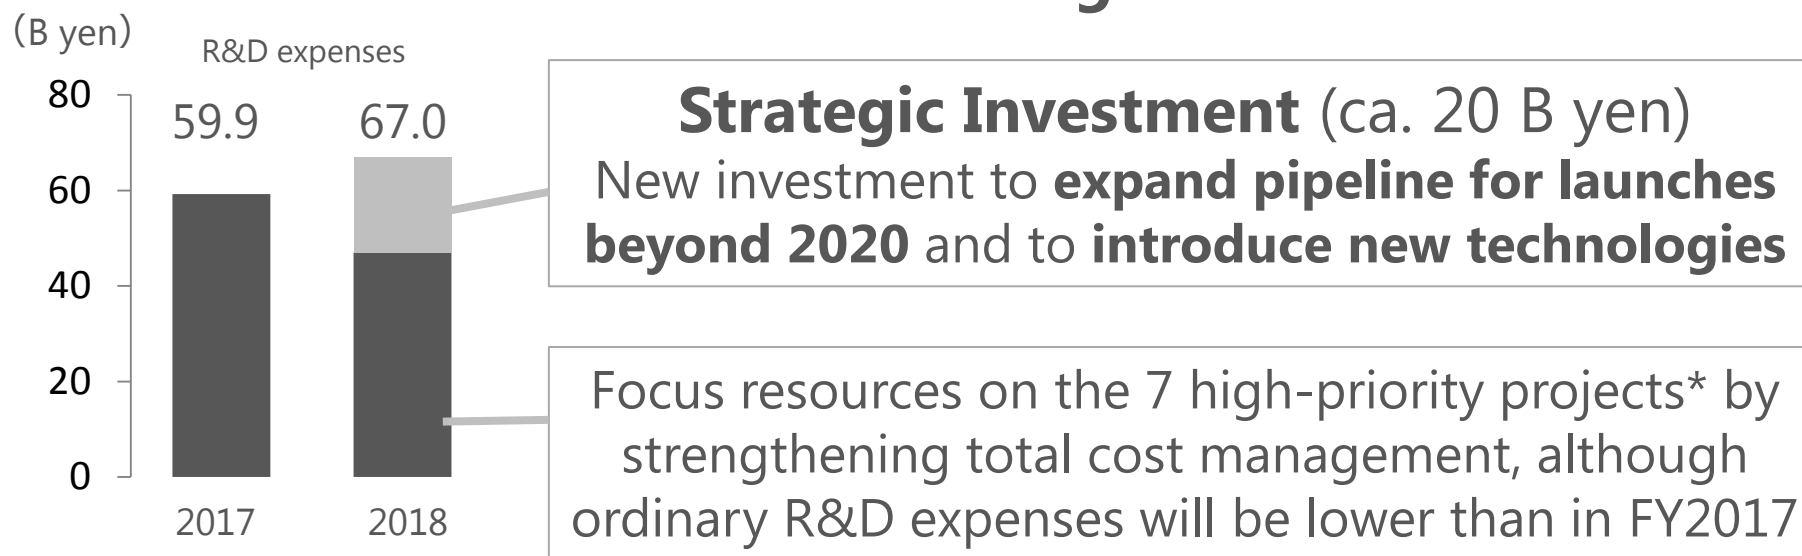 (B yen)
R&D expenses
80
60
40
20
0
59.9
67.0
2017
2018
Strategic Investment (ca. 20 B yen)
New investment to expand pipeline for launches
beyond 2020 and to introduce new technologies
Focus resources on the 7 high-priority projects* by
strengthening total cost management, although
ordinary R&D expenses will be lower than in FY2017